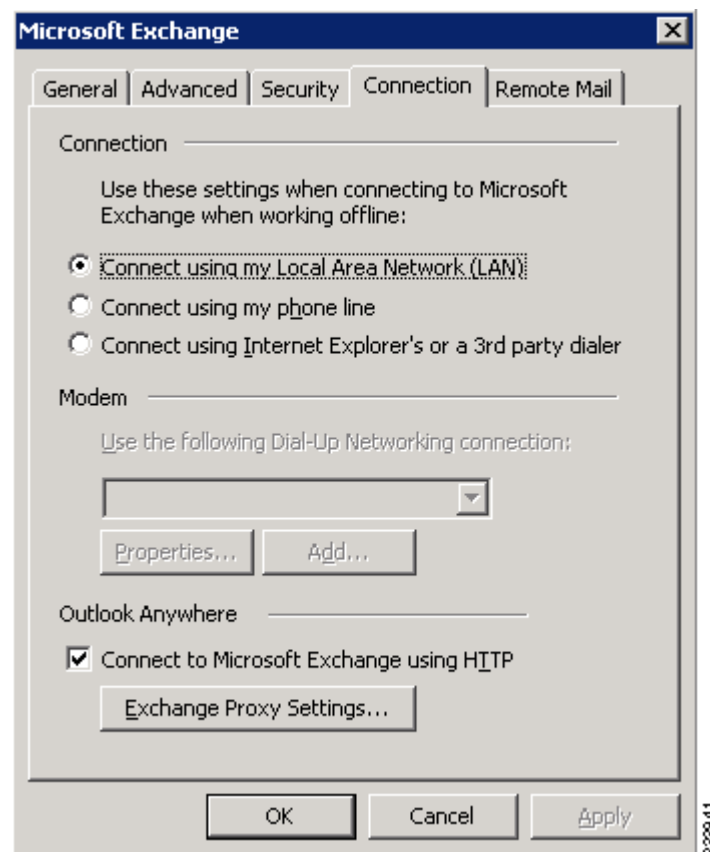 Microsoft Exchange
General
Advanced
Security
Connection
Remote Mail
Connection
Use these settings when connecting to Microsoft
Exchange when working offline:
Connect using my Local Area Network (LAN)
Connect using my phone line
Connect using Internet Explorer's or a 3rd party dialer
Modem
Use the following Dial-Up Networking connection:
Properties...
Add...
Outlook Anywhere
Connect to Microsoft Exchange using HTTP
Exchange Proxy Settings...
OK
Cancel
Apply